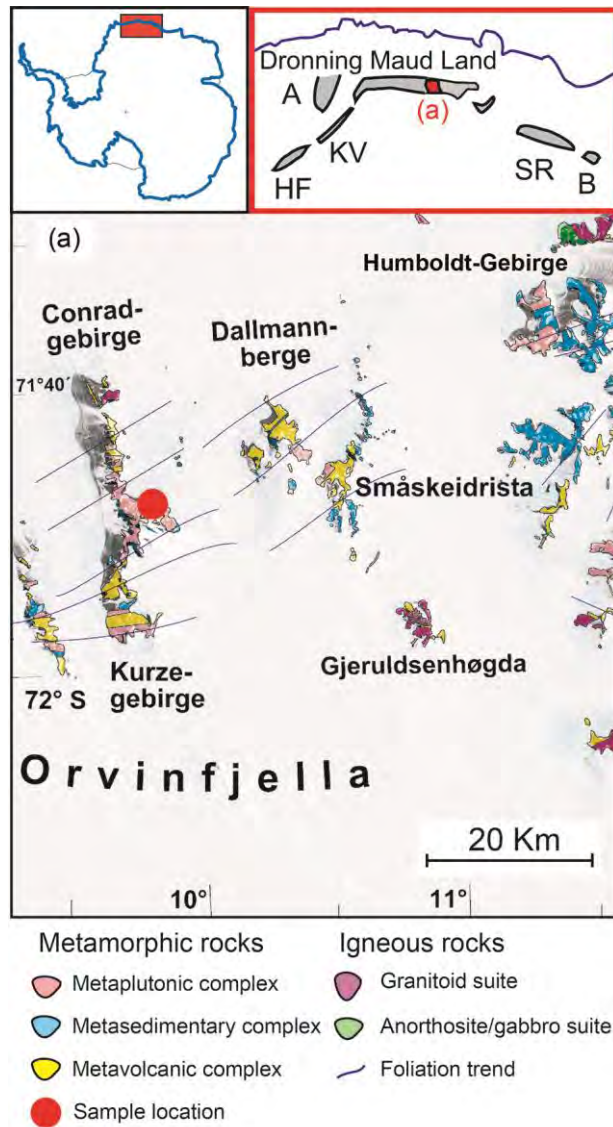 Dronning Maud Land
A
(a)
KV
HF
SR
B
(a)
Humboldt-Gebirge
Conrad-
gebirge
Dallmann-
berge
71°40´
Småskeidrista
Gjeruldsenhøgda
Kurze-
gebirge
72° S
Orvinfjella
20 Km
10°
11°
Metamorphic rocks
Metaplutonic complex
Metasedimentary complex
Metavolcanic complex
Sample location
Igneous rocks
Granitoid suite
Anorthosite/gabbro suite
Foliation trend